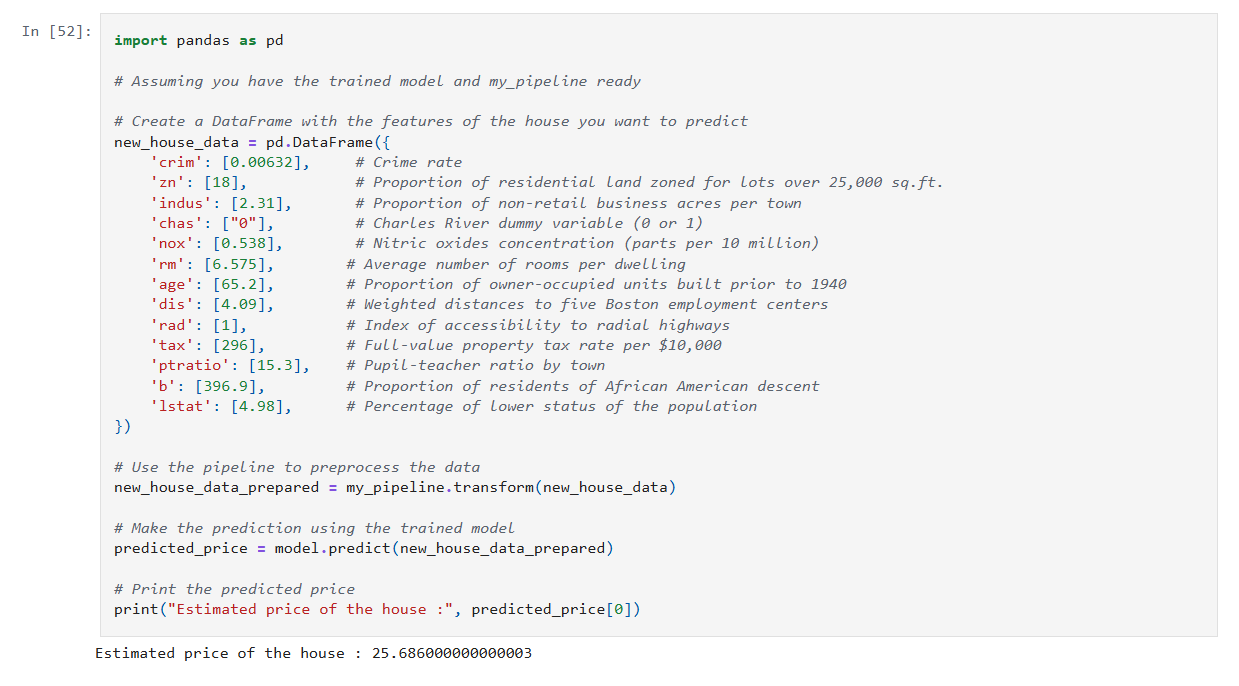 In [52]:
import pandas as pd
# Assuming you have the trained model and my_pipeline ready
# Create a DataFrame with the features of the house you want to predict
new_house_data = pd.DataFrame({
    'crim': [0.00632],     # Crime rate
    'zn': [18],            # Proportion of residential land zoned for lots over 25,000 sq.ft.
    'indus': [2.31],       # Proportion of non-retail business acres per town
    'chas': ["0"],         # Charles River dummy variable (0 or 1)
    'nox': [0.538],        # Nitric oxides concentration (parts per 10 million)
    'rm': [6.575],        # Average number of rooms per dwelling
    'age': [65.2],        # Proportion of owner-occupied units built prior to 1940
    'dis': [4.09],        # Weighted distances to five Boston employment centers
    'rad': [1],           # Index of accessibility to radial highways
    'tax': [296],         # Full-value property tax rate per $10,000
    'ptratio': [15.3],    # Pupil-teacher ratio by town
    'b': [396.9],         # Proportion of residents of African American descent
    'lstat': [4.98],      # Percentage of lower status of the population
})
# Use the pipeline to preprocess the data
new_house_data_prepared = my_pipeline.transform(new_house_data)
# Make the prediction using the trained model
predicted_price = model.predict(new_house_data_prepared)
# Print the predicted price
print("Estimated price of the house :", predicted_price[0])
Estimated price of the house : 25.686000000000003